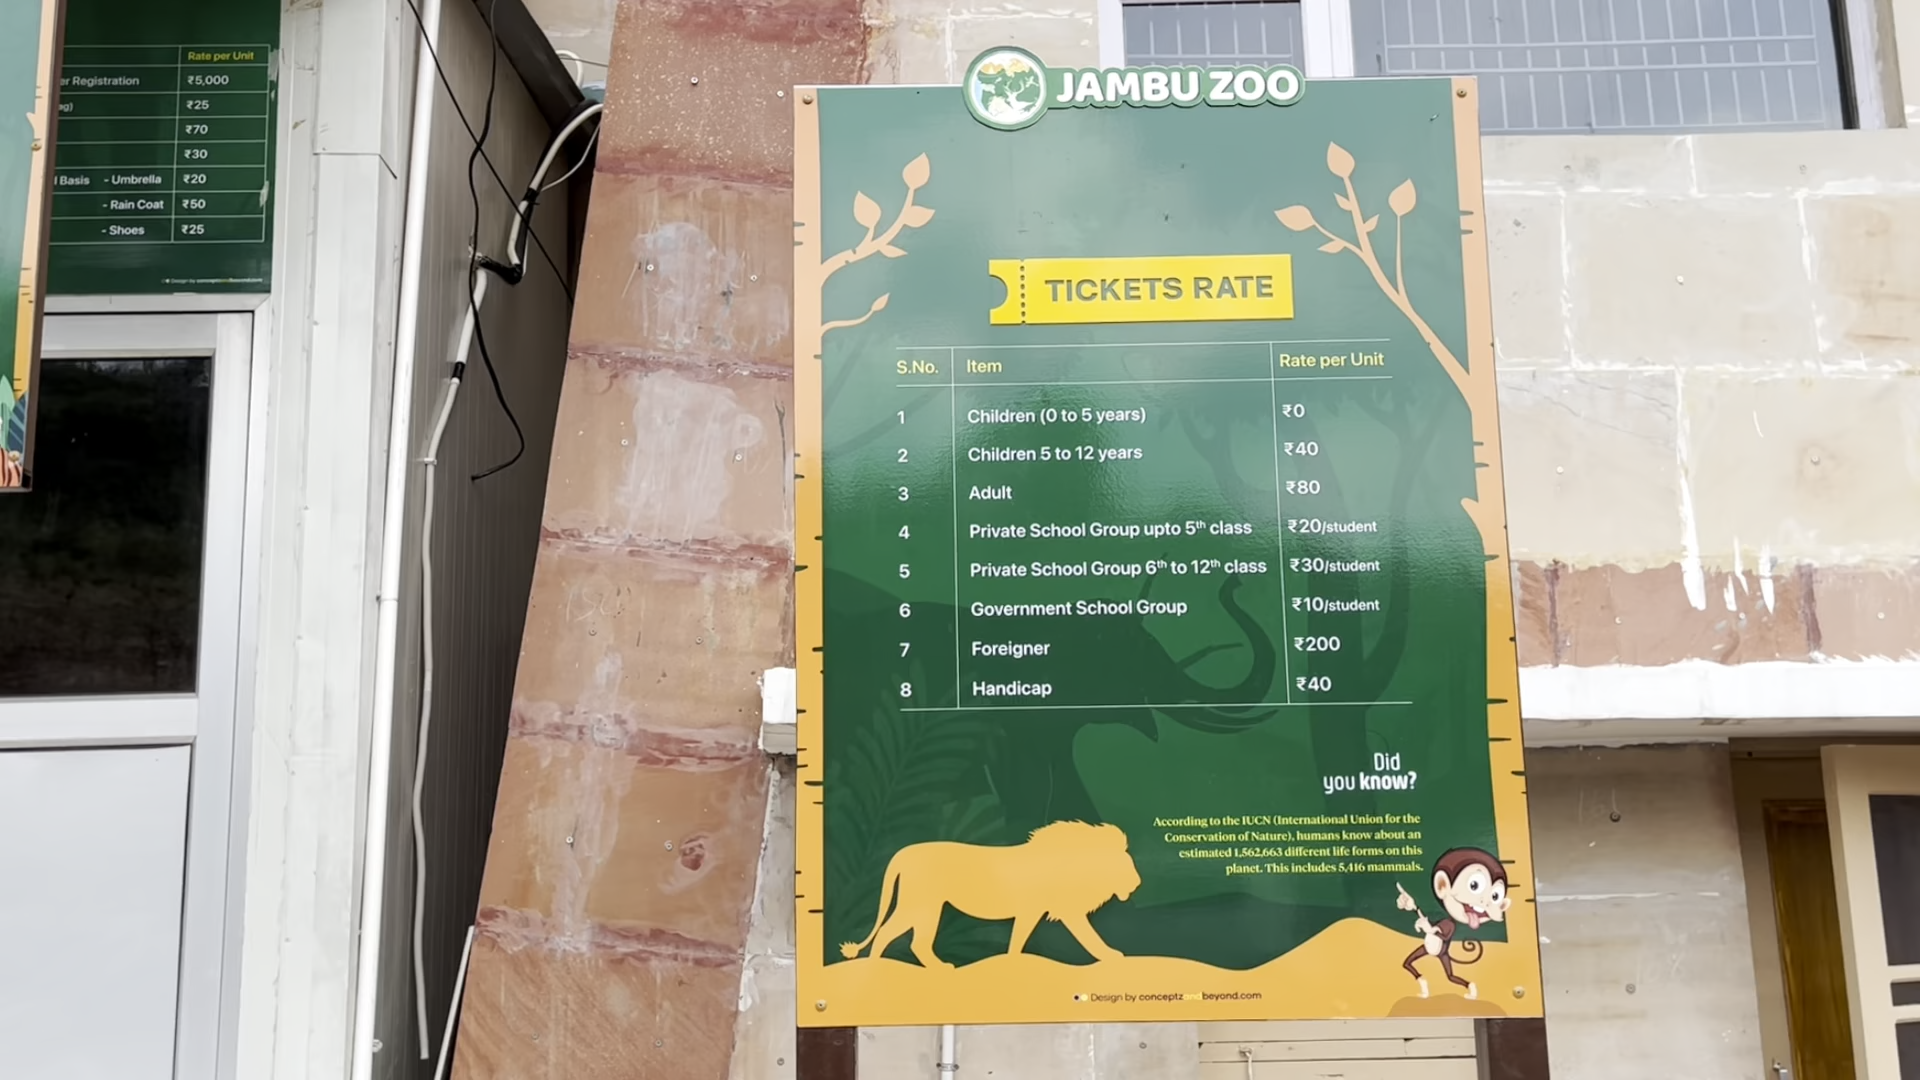 Rate per Unit
er Registration ₹5,000
ag) ₹25
₹70
₹30
l Basis - Umbrella ₹20
- Rain Coat ₹50
- Shoes ₹25
JAMBU ZOO
TICKETS RATE
S.No. Item Rate per Unit
1 Children (0 to 5 years) ₹0
2 Children 5 to 12 years ₹40
3 Adult ₹80
4 Private School Group upto 5th class ₹20/student
5 Private School Group 6th to 12th class ₹30/student
6 Government School Group ₹10/student
7 Foreigner ₹200
8 Handicap ₹40
Did
you know?
According to the IUCN (International Union for the
Conservation of Nature), humans know about an
estimated 1,562,663 different life forms on this
planet. This includes 5,416 mammals.
Design by conceptzandbeyond.com